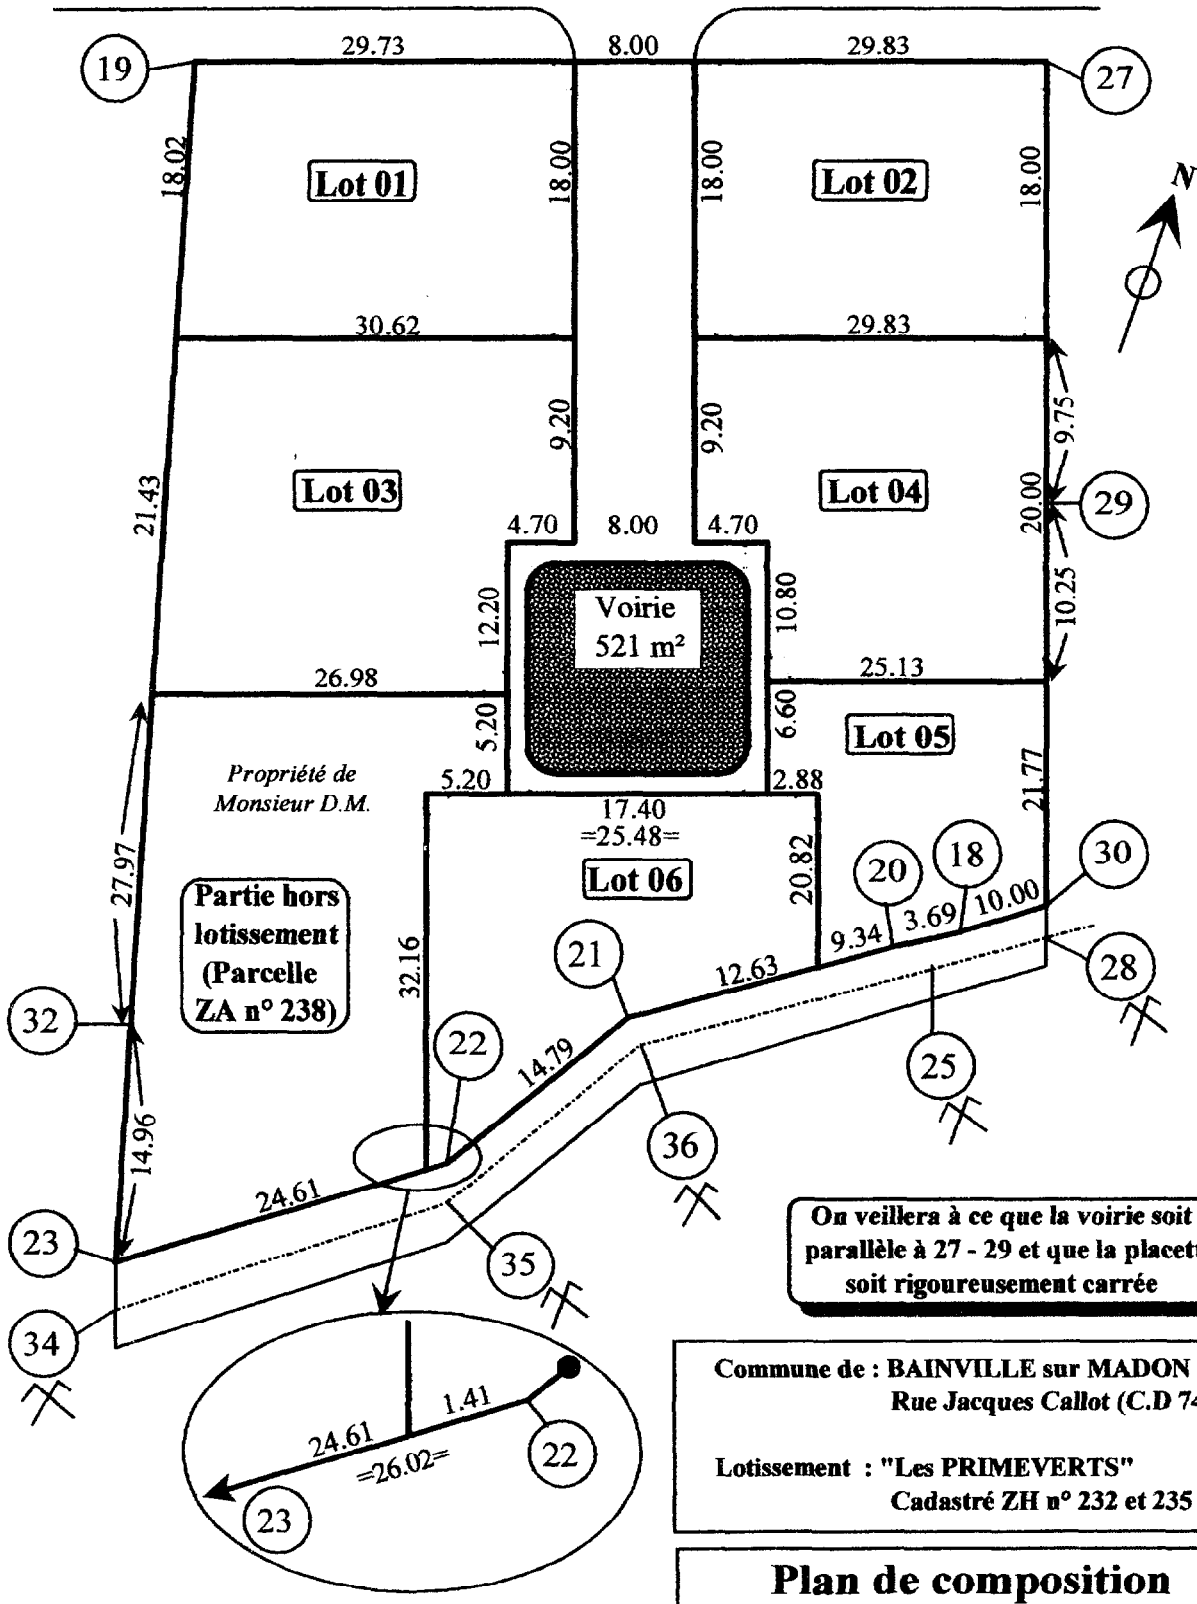 29.73 8.00 29.83
19 27
18.02 18.00 18.00 18.00
Lot 01 Lot 02
N
30.62 29.83
9.20 9.20 9.75
21.43
Lot 03 Lot 04
20.00 29
4.70 8.00 4.70
12.20 10.80 10.25
Voirie
521 m²
26.98 25.13
5.20 6.60
Lot 05
21.77
Propriété de
Monsieur D.M.
5.20 2.88
17.40
=25.48=
Lot 06
20.82
27.97
Partie hors
lotissement
(Parcelle
ZA n° 238)
20 18 30
9.34 3.69 10.00
32.16
21
12.63
28
32
22
14.79
25
36
14.96
24.61
23
35
34
On veillera à ce que la voirie soit
parallèle à 27 - 29 et que la placett
soit rigoureusement carrée
1.41
24.61
=26.02=
22
23
Commune de : BAINVILLE sur MADON
Rue Jacques Callot (C.D 74
Lotissement : "Les PRIMEVERTS"
Cadastré ZH n° 232 et 235
Plan de composition